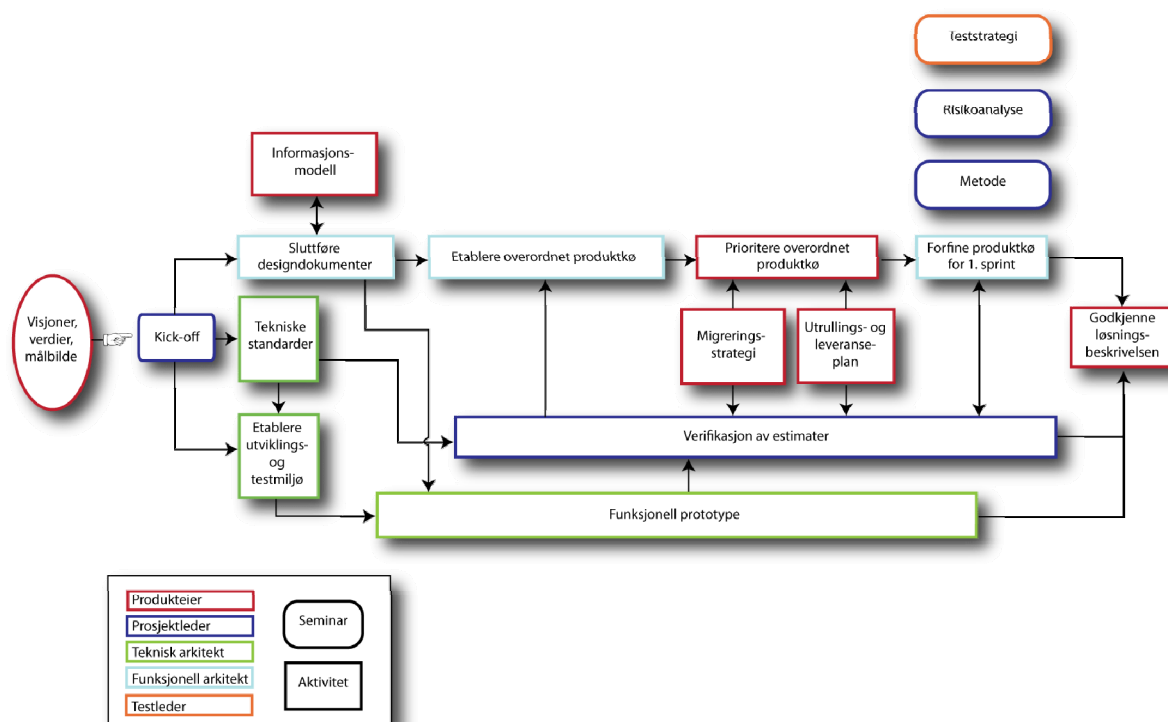 Teststrategi
Risikoanalyse
Metode
Informasjons-
modell
Sluttføre
designdokumenter
Etablere overordnet produktkø
Prioritere overordnet
produktkø
Forfine produktkø
for 1. sprint
Visjoner,
verdier,
målbilde
Kick-off
Tekniske
standarder
Migrerings-
strategi
Utrullings- og
leveranse-
plan
Godkjenne
løsnings-
beskrivelsen
Etablere
utviklings-
og
testmiljø
Verifikasjon av estimater
Funksjonell prototype
Produkteier
Prosjektleder
Teknisk arkitekt
Funksjonell arkitekt
Testleder
Seminar
Aktivitet